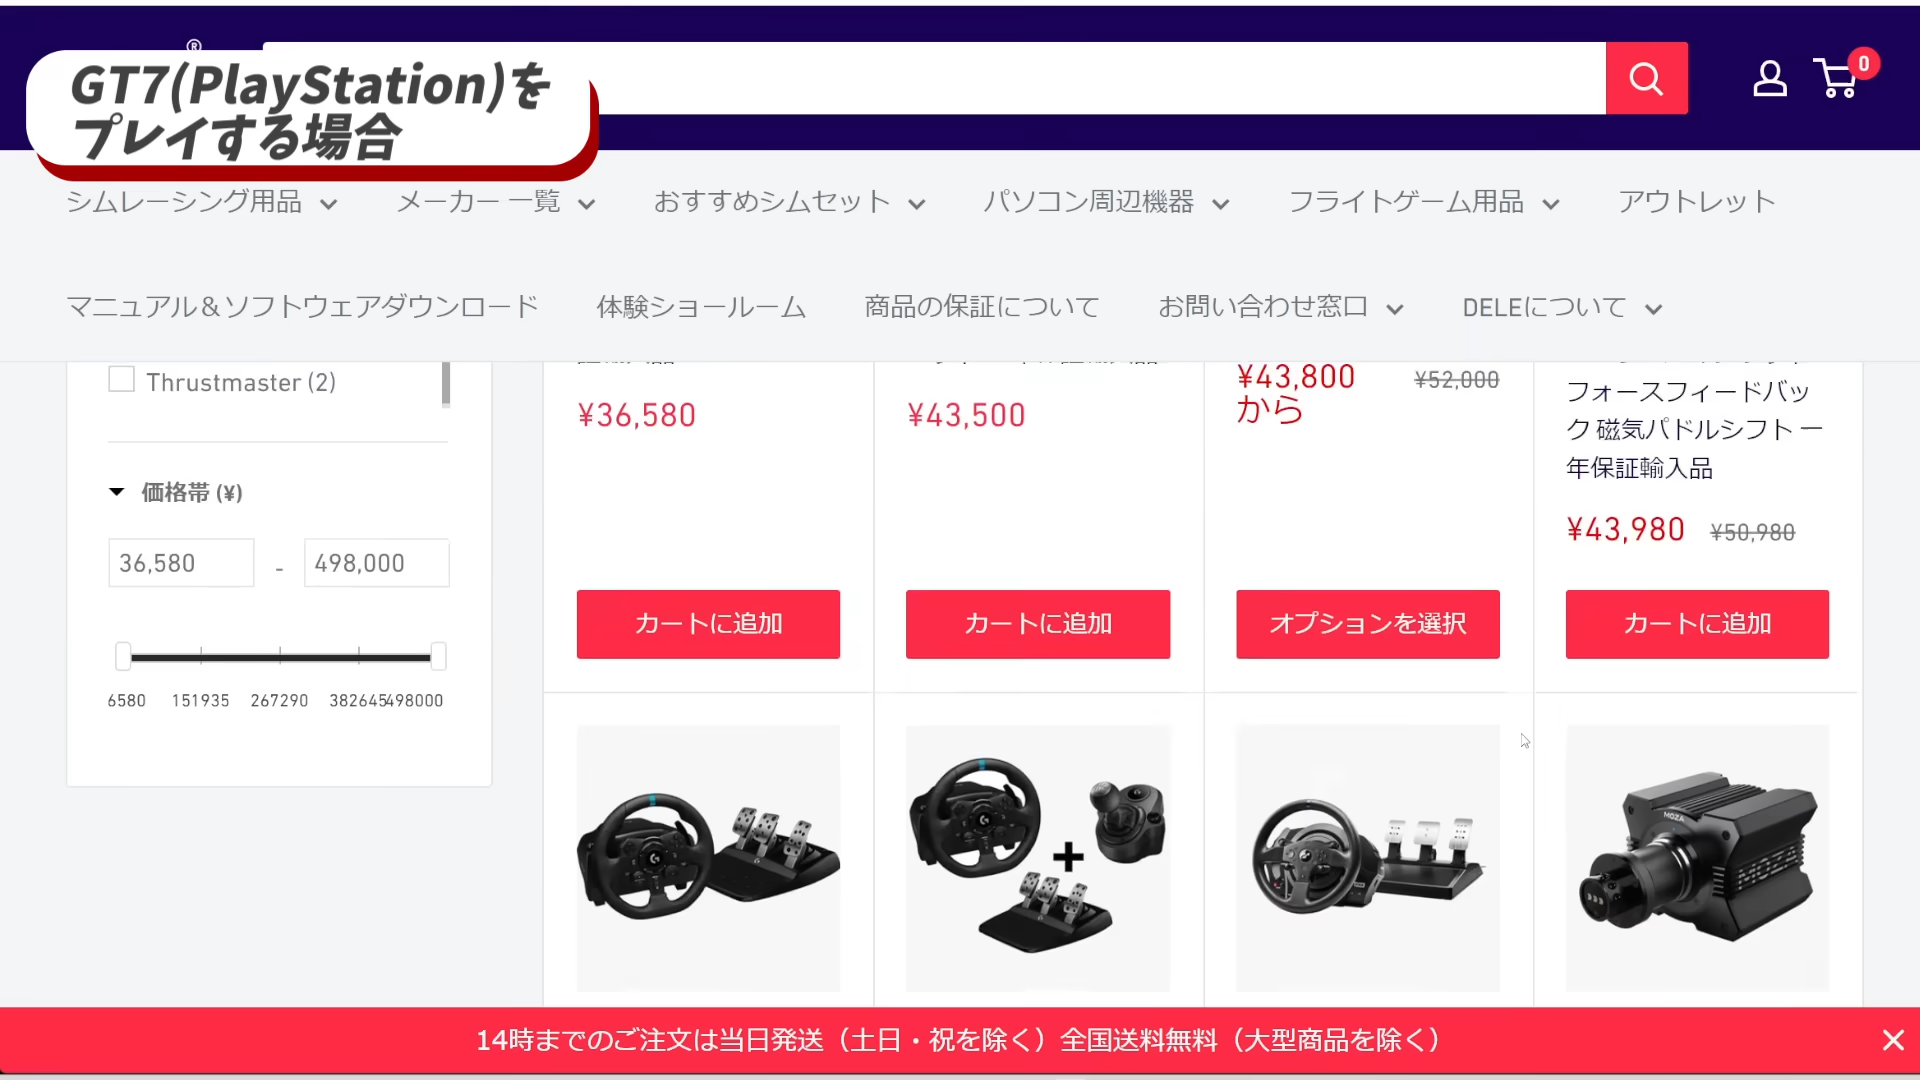 ®
GT7(PlayStation)を
プレイする場合
0
シムレーシング用品
メーカー 一覧
おすすめシムセット
パソコン周辺機器
フライトゲーム用品
アウトレット
マニュアル&ソフトウェアダウンロード
体験ショールーム
商品の保証について
お問い合わせ窓口
DELEについて
Thrustmaster (2)
価格帯 (¥)
36,580
-
498,000
6580
151935
267290
382645
498000
¥36,580
カートに追加
¥43,500
カートに追加
¥43,800
から
¥52,000
オプションを選択
フォースフィードバッ
ク 磁気パドルシフト 一
年保証輸入品
¥43,980
¥50,980
カートに追加
MOZA
14時までのご注文は当日発送（土日・祝を除く）全国送料無料（大型商品を除く）